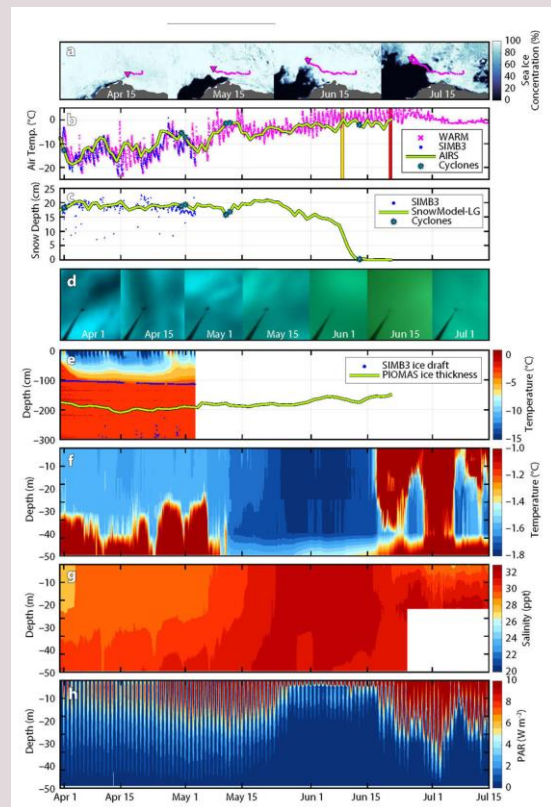 a
Apr 15
May 15
Jun 15
Jul 15
100
80
60
40
20
0
Sea Ice
Concentration (%)
b
Air Temp. (°C)
0
−10
−20
WARM
SIMB3
AIRS
Cyclones
c
Snow Depth (cm)
25
20
15
10
5
0
SIMB3
SnowModel-LG
Cyclones
d
Apr 1
Apr 15
May 1
May 15
Jun 1
Jun 15
Jul 1
e
Depth (cm)
0
−100
−200
−300
SIMB3 ice draft
PIOMAS ice thickness
0
−5
−10
−15
Temperature (°C)
f
Depth (m)
−10
−20
−30
−40
−50
−1.0
−1.2
−1.4
−1.6
−1.8
Temperature (°C)
g
Depth (m)
−10
−20
−30
−40
−50
32
30
28
26
24
22
20
Salinity (ppt)
h
Depth (m)
−10
−20
−30
−40
−50
10
8
6
4
2
0
PAR (W m⁻²)
Apr 1
Apr 15
May 1
May 15
Jun 1
Jun 15
Jul 1
Jul 15